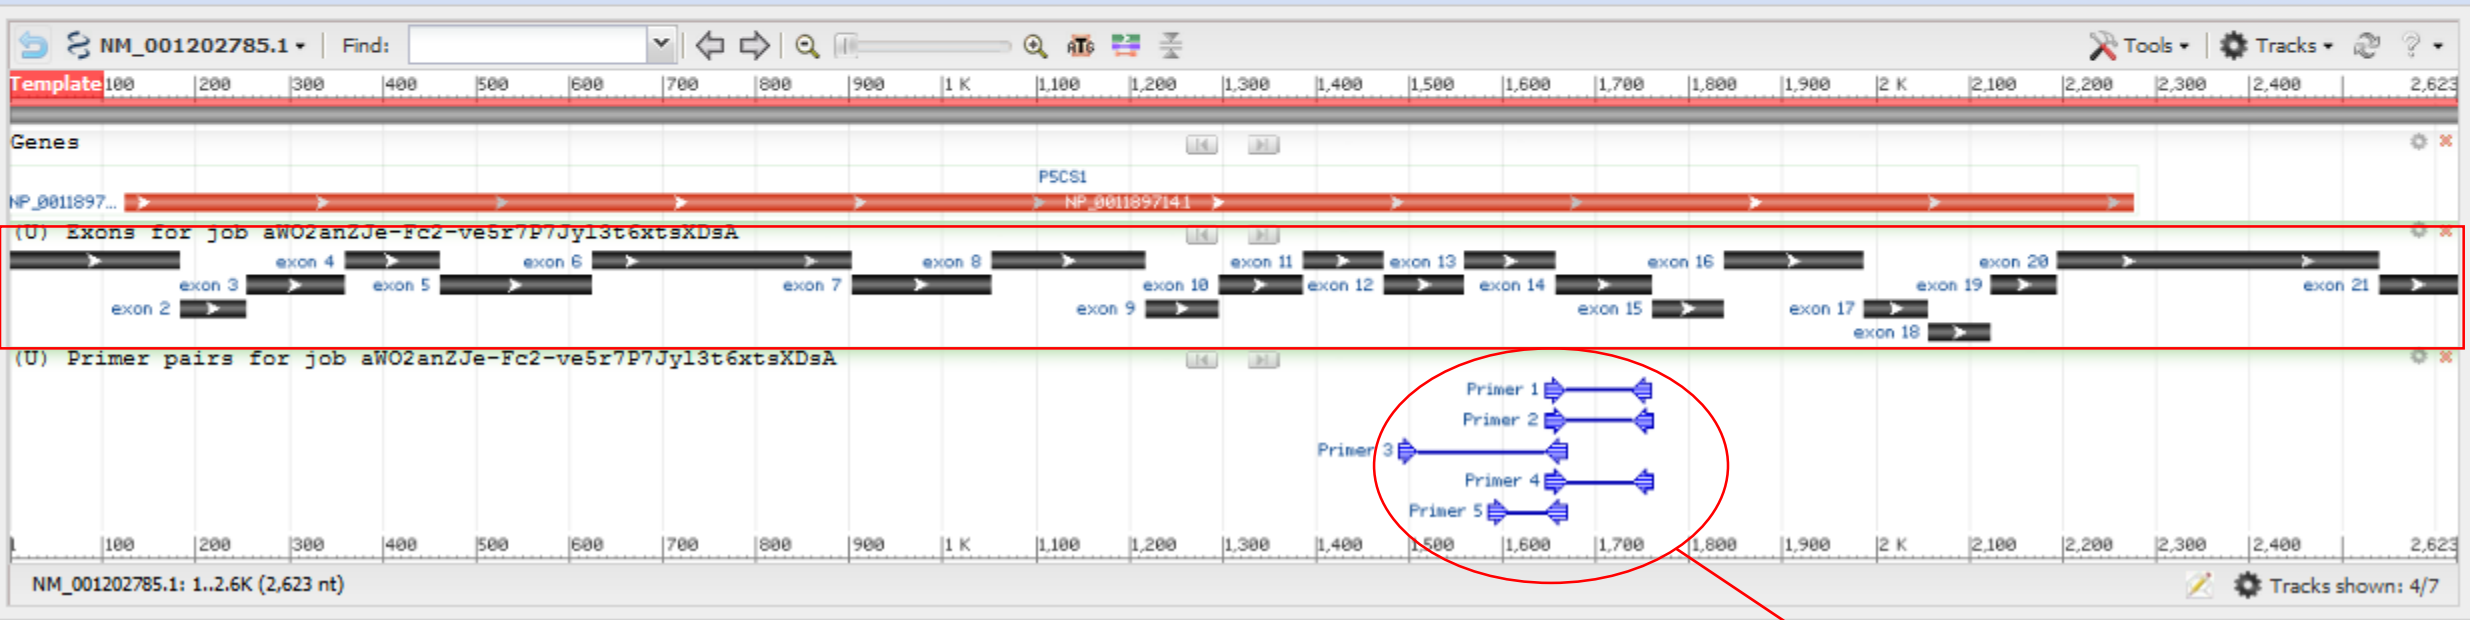 NM_001202785.1 Find: ATG Tools Tracks ?
Template 100 200 300 400 500 600 700 800 900 1 K 1,100 1,200 1,300 1,400 1,500 1,600 1,700 1,800 1,900 2 K 2,100 2,200 2,300 2,400 2,623
Genes
P5CS1
NP_0011897... NP_001189714.1
(U) Exons for job aWO2anZJe-Fc2-ve5r7P7Jyl3t6xtsXDsA
exon 4 exon 6 exon 8 exon 11 exon 13 exon 16 exon 20
exon 3 exon 5 exon 7 exon 10 exon 12 exon 14 exon 19 exon 21
exon 2 exon 9 exon 15 exon 17
exon 18
(U) Primer pairs for job aWO2anZJe-Fc2-ve5r7P7Jyl3t6xtsXDsA
Primer 1
Primer 2
Primer 3
Primer 4
Primer 5
1 100 200 300 400 500 600 700 800 900 1 K 1,100 1,200 1,300 1,400 1,500 1,600 1,700 1,800 1,900 2 K 2,100 2,200 2,300 2,400 2,623
NM_001202785.1: 1..2.6K (2,623 nt) Tracks shown: 4/7